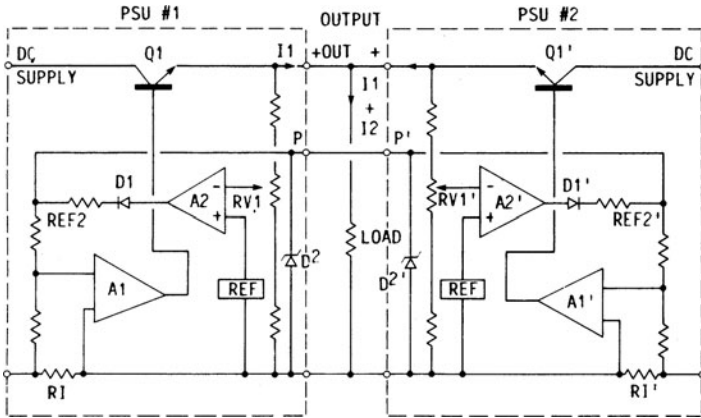 PSU #1
OUTPUT
PSU #2
DC
SUPPLY
Q1
I1
+OUT
+
Q1'
DC
SUPPLY
I1
+
I2
P
P'
D1
A2
-
+
RV1
REF2
RV1'
-
+
A2'
D1'
REF2'
LOAD
A1
REF
D2
D2'
REF
A1'
RI
RI'